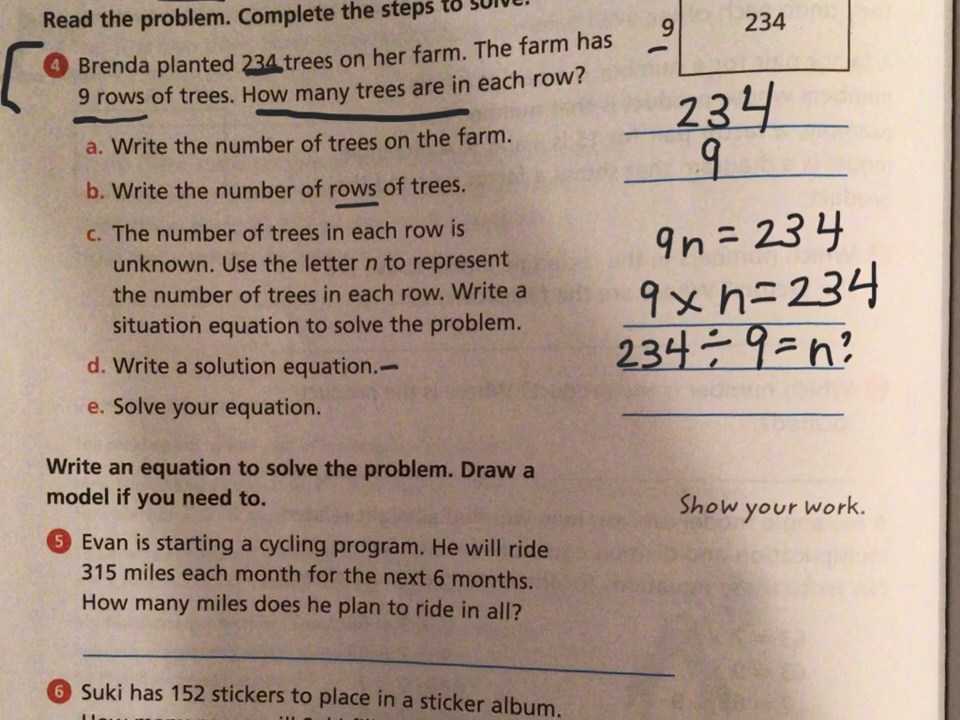 Read the problem. Complete the steps to solve.
9 234
4 Brenda planted 234 trees on her farm. The farm has
9 rows of trees. How many trees are in each row?
a. Write the number of trees on the farm.
234
b. Write the number of rows of trees.
9
c. The number of trees in each row is
unknown. Use the letter n to represent
the number of trees in each row. Write a
situation equation to solve the problem.
9n = 234
9 x n = 234
d. Write a solution equation.
234 ÷ 9 = n?
e. Solve your equation.
Write an equation to solve the problem. Draw a
model if you need to.
Show your work.
5 Evan is starting a cycling program. He will ride
315 miles each month for the next 6 months.
How many miles does he plan to ride in all?
6 Suki has 152 stickers to place in a sticker album.